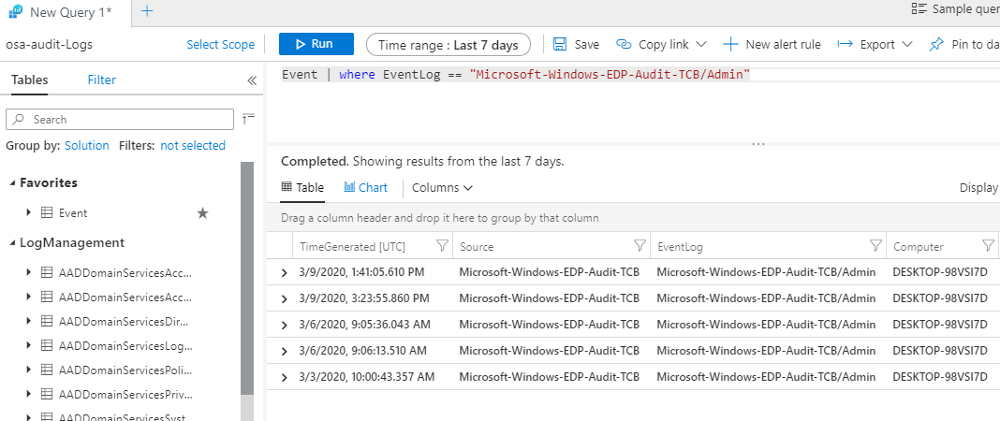 New Query 1*
Sample quer
osa-audit-Logs
Select Scope
Run
Time range : Last 7 days
Save
Copy link
New alert rule
Export
Pin to da
Tables
Filter
Event | where EventLog == "Microsoft-Windows-EDP-Audit-TCB/Admin"
Search
Group by: Solution Filters: not selected
Favorites
Event
LogManagement
AADDomainServicesAcc...
AADDomainServicesAcc...
AADDomainServicesDir...
AADDomainServicesLog...
AADDomainServicesPoli...
AADDomainServicesPriv...
AADDomainServicesSyst
Completed. Showing results from the last 7 days.
Table
Chart
Columns
Display
Drag a column header and drop it here to group by that column
TimeGenerated [UTC] Source EventLog Computer
3/9/2020, 1:41:05.610 PM Microsoft-Windows-EDP-Audit-TCB Microsoft-Windows-EDP-Audit-TCB/Admin DESKTOP-98VSI7D
3/9/2020, 3:23:55.860 PM Microsoft-Windows-EDP-Audit-TCB Microsoft-Windows-EDP-Audit-TCB/Admin DESKTOP-98VSI7D
3/6/2020, 9:05:36.043 AM Microsoft-Windows-EDP-Audit-TCB Microsoft-Windows-EDP-Audit-TCB/Admin DESKTOP-98VSI7D
3/6/2020, 9:06:13.510 AM Microsoft-Windows-EDP-Audit-TCB Microsoft-Windows-EDP-Audit-TCB/Admin DESKTOP-98VSI7D
3/3/2020, 10:00:43.357 AM Microsoft-Windows-EDP-Audit-TCB Microsoft-Windows-EDP-Audit-TCB/Admin DESKTOP-98VSI7D